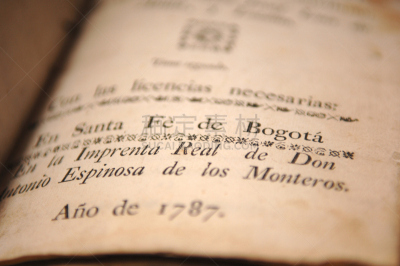 Con las licencias necesarias:
En Santa Fe de Bogotá
En la Imprenta Real de Don
Antonio Espinosa de los Monteros.
Año de 1787.